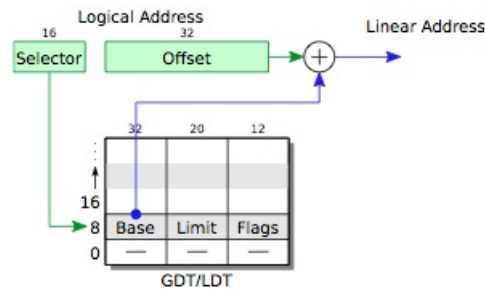 Logical Address
16 32 Linear Address
Selector Offset
32 20 12
16
8 Base Limit Flags
0 — — —
GDT/LDT